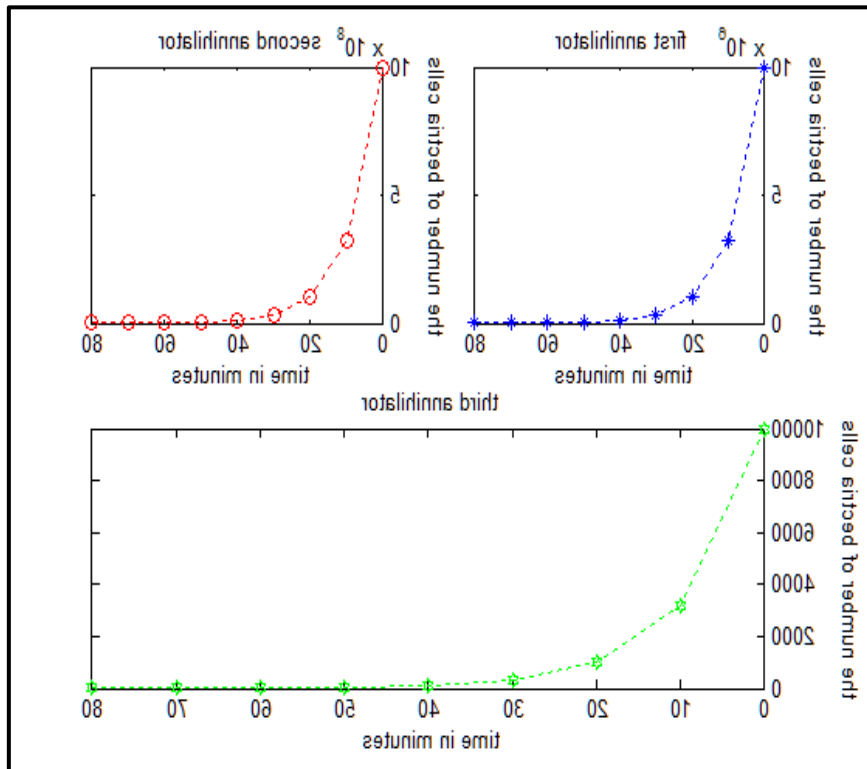 x 10^6 first annihilator
the number of bectria cells
10
5
0
0 20 40 60 80
time in minutes
x 10^8 second annihilator
the number of bectria cells
10
5
0
0 20 40 60 80
time in minutes
third annihilator
the number of bectria cells
10000
8000
6000
4000
2000
0
0 10 20 30 40 50 60 70 80
time in minutes